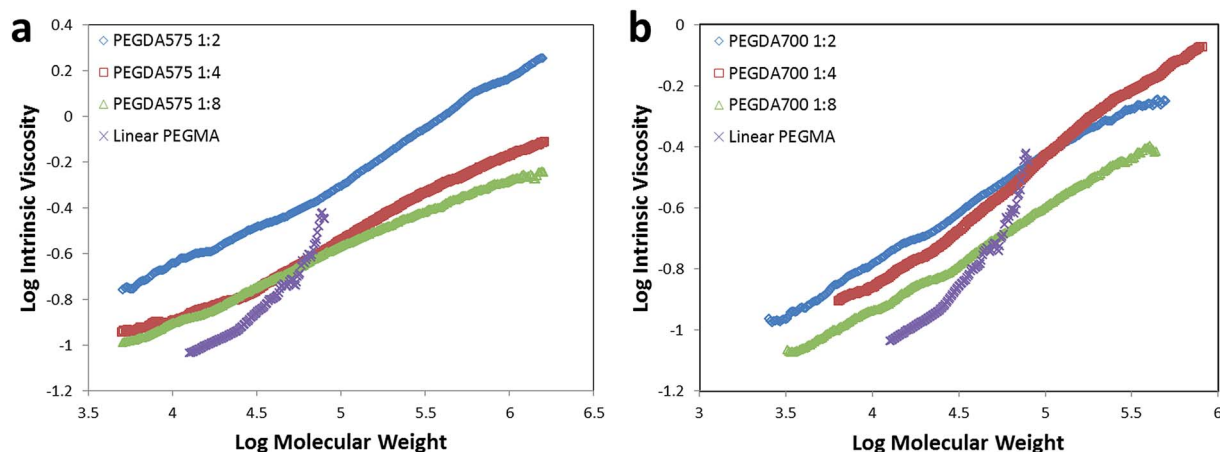 a
0.4
0.2
0
-0.2
-0.4
-0.6
-0.8
-1
-1.2
Log Intrinsic Viscosity
PEGDA575 1:2
PEGDA575 1:4
PEGDA575 1:8
Linear PEGMA
3.5 4 4.5 5 5.5 6 6.5
Log Molecular Weight
b
0
-0.2
-0.4
-0.6
-0.8
-1
-1.2
Log Intrinsic Viscosity
PEGDA700 1:2
PEGDA700 1:4
PEGDA700 1:8
Linear PEGMA
3 3.5 4 4.5 5 5.5 6
Log Molecular Weight